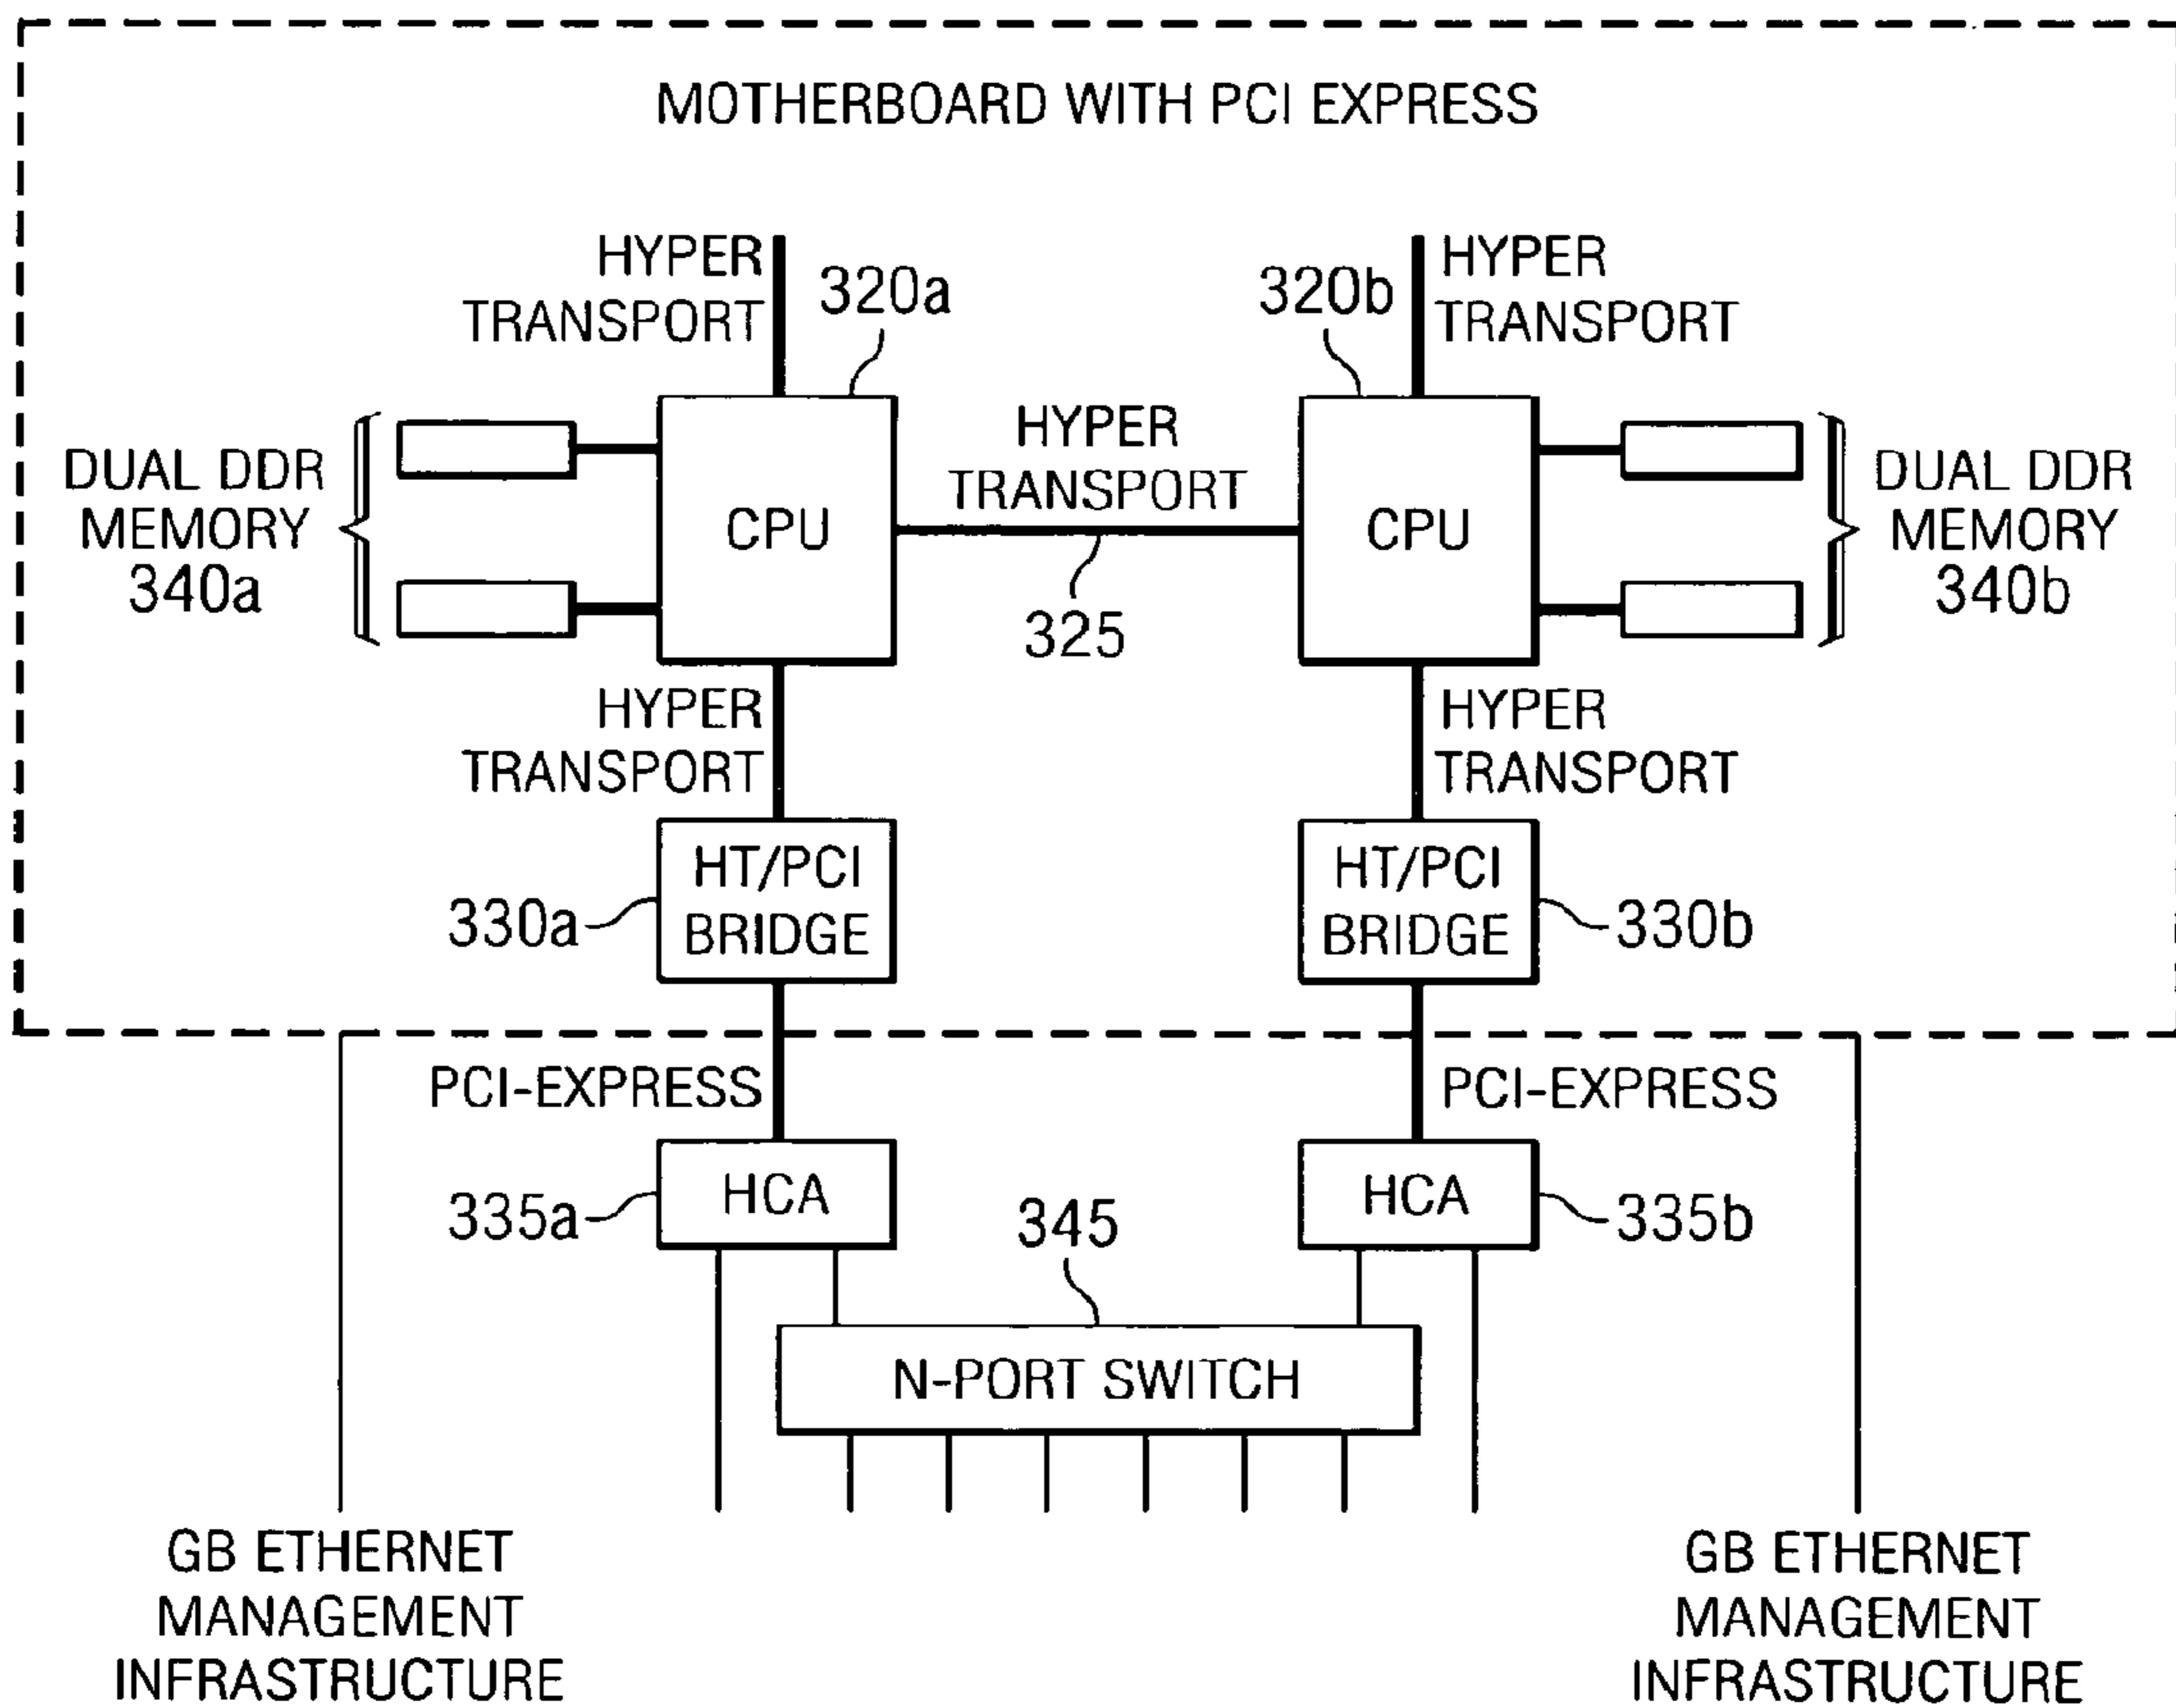 MOTHERBOARD WITH PCI EXPRESS
HYPER
TRANSPORT
320a
320b
HYPER
TRANSPORT
DUAL DDR
MEMORY
340a
CPU
HYPER
TRANSPORT
325
CPU
DUAL DDR
MEMORY
340b
HYPER
TRANSPORT
HYPER
TRANSPORT
330a
HT/PCI
BRIDGE
HT/PCI
BRIDGE
330b
PCI-EXPRESS
PCI-EXPRESS
335a
HCA
345
HCA
335b
N-PORT SWITCH
GB ETHERNET
MANAGEMENT
INFRASTRUCTURE
GB ETHERNET
MANAGEMENT
INFRASTRUCTURE